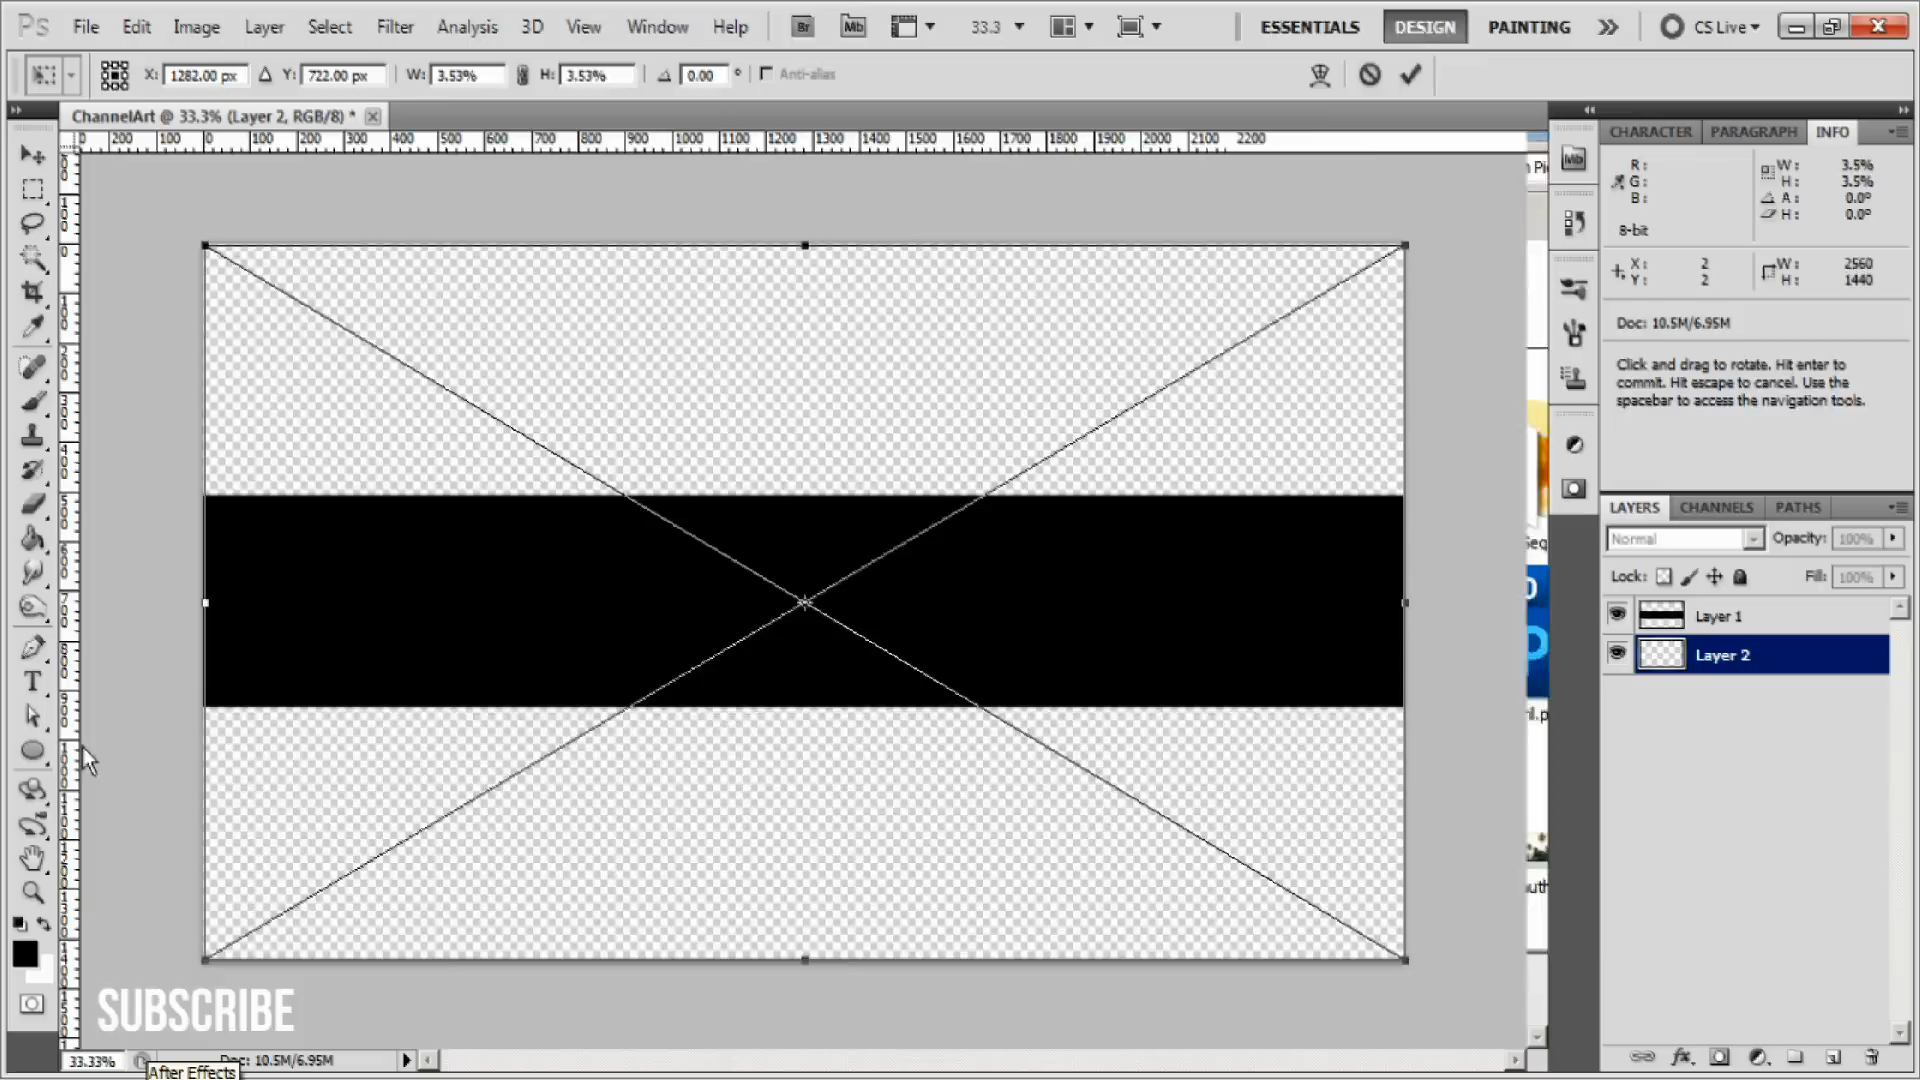 Ps File Edit Image Layer Select Filter Analysis 3D View Window Help Br Mb 33.3 ESSENTIALS DESIGN PAINTING CS Live
X: 1282.00 px Y: 722.00 px W: 3.53% H: 3.53% 0.00 ° Anti-alias
ChannelArt @ 33.3% (Layer 2, RGB/8) *
0 200 100 0 100 200 300 400 500 600 700 800 900 1000 1100 1200 1300 1400 1500 1600 1700 1800 1900 2000 2100 2200
CHARACTER PARAGRAPH INFO
R: W: 3.5%
G: H: 3.5%
B: A: 0.0°
H: 0.0°
8-bit
X: 2 W: 2560
Y: 2 H: 1440
Doc: 10.5M/6.95M
Click and drag to rotate. Hit enter to
commit. Hit escape to cancel. Use the
spacebar to access the navigation tools.
LAYERS CHANNELS PATHS
Normal Opacity: 100%
Lock: Fill: 100%
Layer 1
Layer 2
SUBSCRIBE
33.33% Doc: 10.5M/6.95M
After Effects